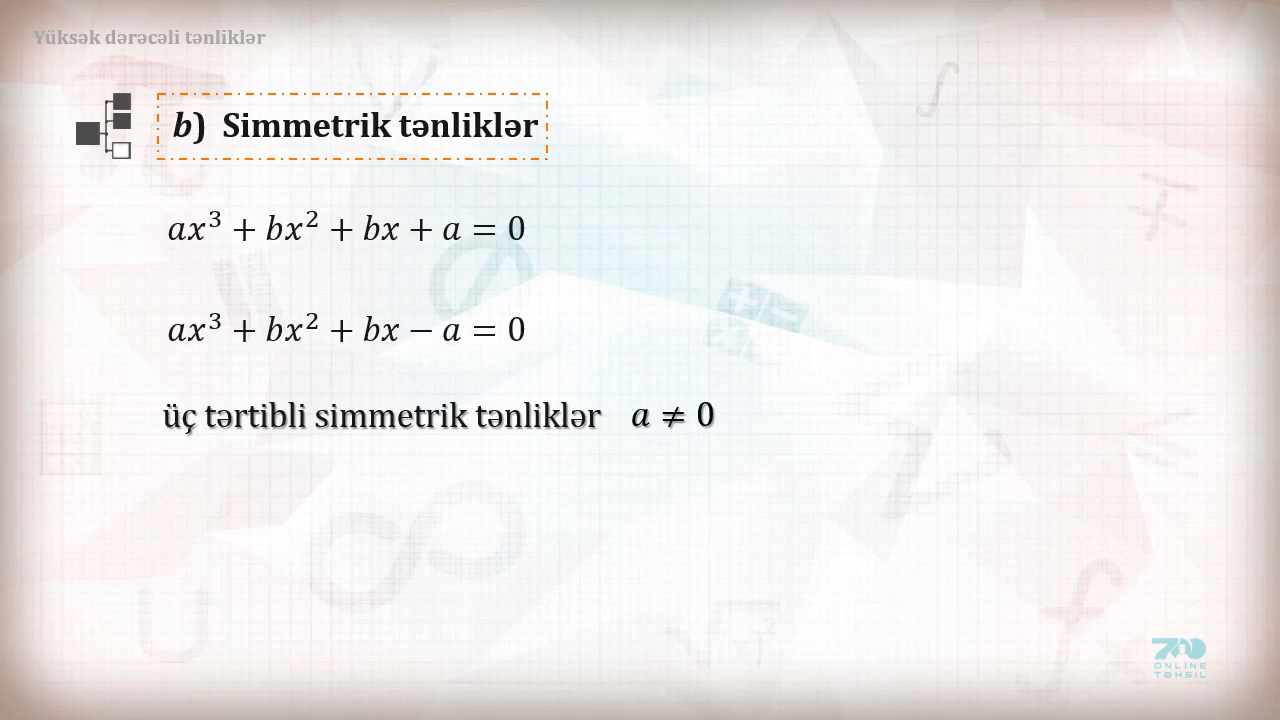 Yüksək dərəcəli tənliklər
b) Simmetrik tənliklər
ax³ + bx² + bx + a = 0
ax³ + bx² + bx − a = 0
üç tərtibli simmetrik tənliklər a ≠ 0
700
ONLINE
TƏHSİL